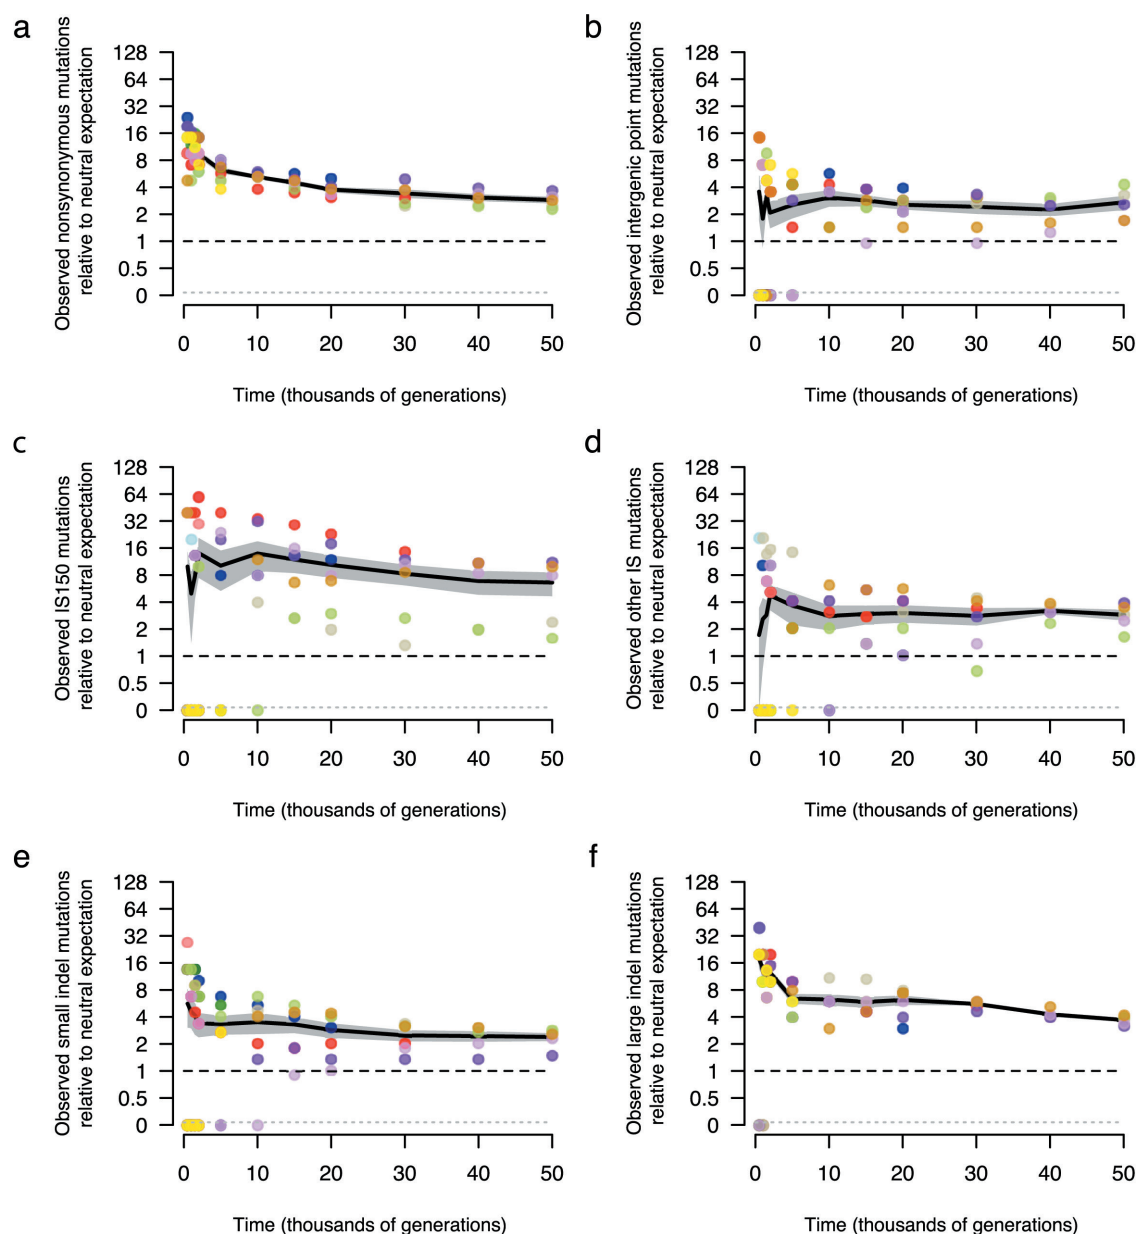 a
Observed nonsynonymous mutations
relative to neutral expectation
128
64
32
16
8
4
2
1
0.5
0
0 10 20 30 40 50
Time (thousands of generations)
b
Observed intergenic point mutations
relative to neutral expectation
128
64
32
16
8
4
2
1
0.5
0
0 10 20 30 40 50
Time (thousands of generations)
c
Observed IS150 mutations
relative to neutral expectation
128
64
32
16
8
4
2
1
0.5
0
0 10 20 30 40 50
Time (thousands of generations)
d
Observed other IS mutations
relative to neutral expectation
128
64
32
16
8
4
2
1
0.5
0
0 10 20 30 40 50
Time (thousands of generations)
e
Observed small indel mutations
relative to neutral expectation
128
64
32
16
8
4
2
1
0.5
0
0 10 20 30 40 50
Time (thousands of generations)
f
Observed large indel mutations
relative to neutral expectation
128
64
32
16
8
4
2
1
0.5
0
0 10 20 30 40 50
Time (thousands of generations)